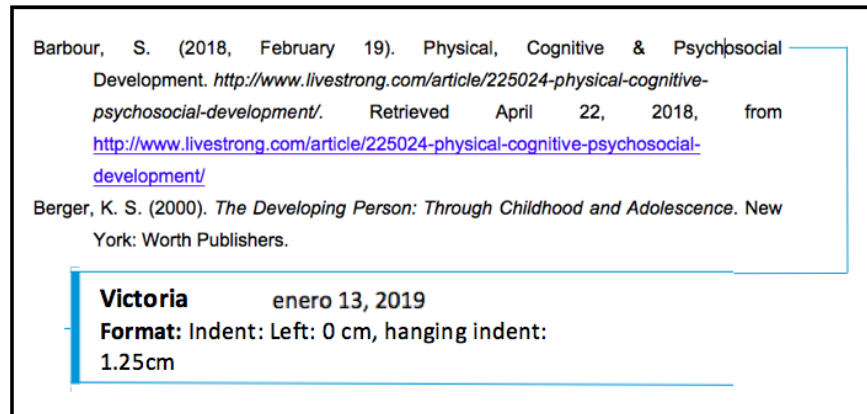 Barbour, S. (2018, February 19). Physical, Cognitive & Psychosocial
Development. http://www.livestrong.com/article/225024-physical-cognitive-
psychosocial-development/. Retrieved April 22, 2018, from
http://www.livestrong.com/article/225024-physical-cognitive-psychosocial-
development/
Berger, K. S. (2000). The Developing Person: Through Childhood and Adolescence. New
York: Worth Publishers.
Victoria enero 13, 2019
Format: Indent: Left: 0 cm, hanging indent:
1.25cm